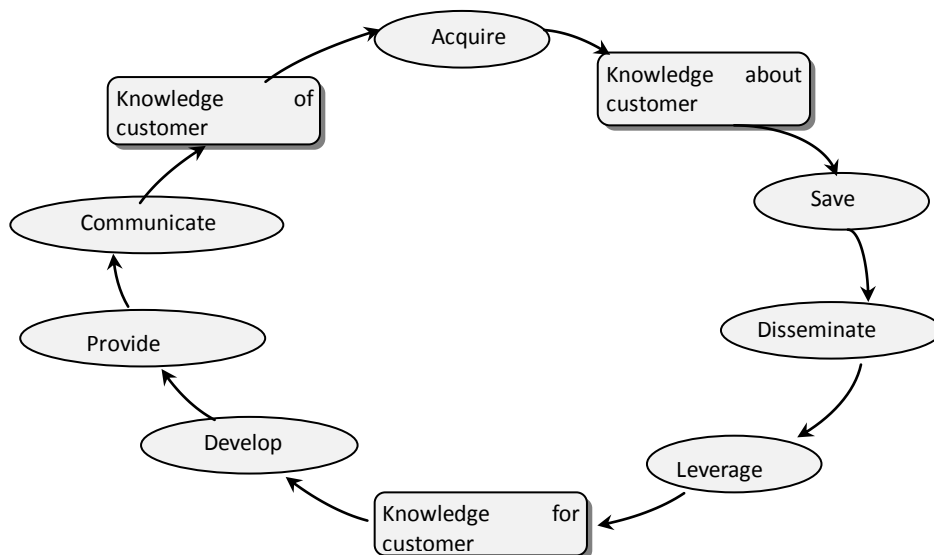 Acquire
Knowledge about
customer
Save
Disseminate
Leverage
Knowledge for
customer
Develop
Provide
Communicate
Knowledge of
customer